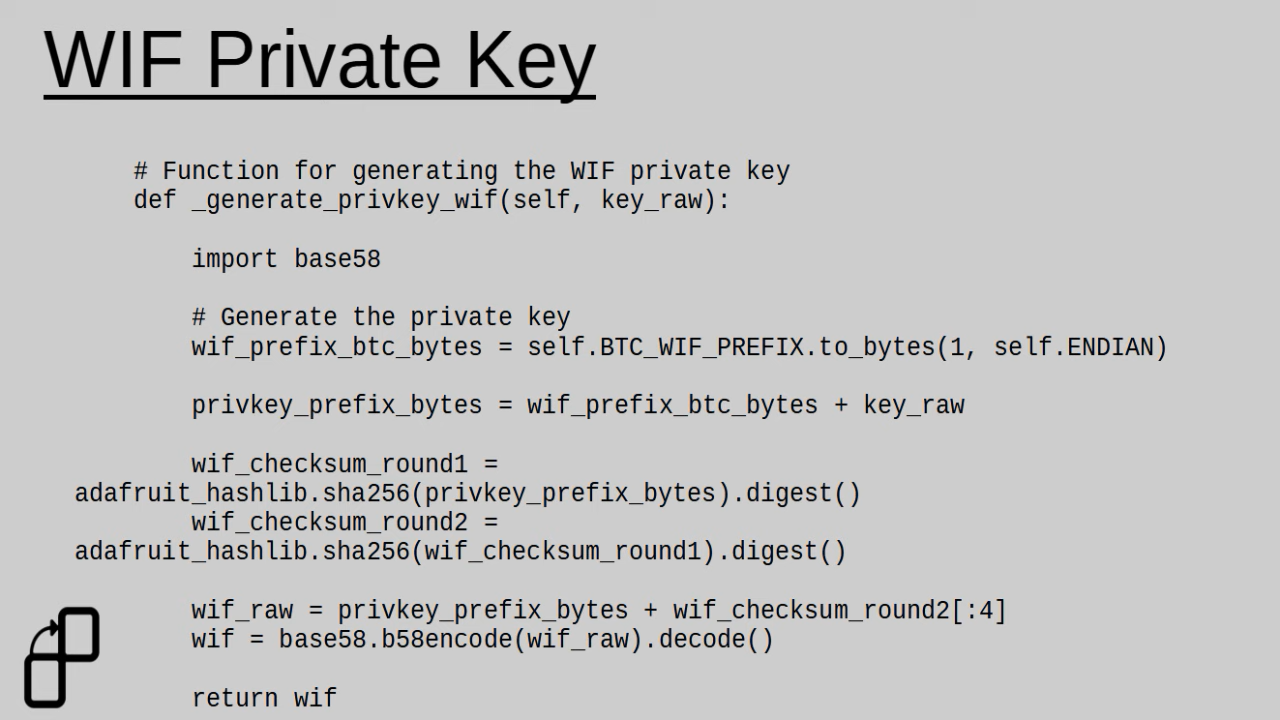 WIF Private Key
# Function for generating the WIF private key
def _generate_privkey_wif(self, key_raw):
import base58
# Generate the private key
wif_prefix_btc_bytes = self.BTC_WIF_PREFIX.to_bytes(1, self.ENDIAN)
privkey_prefix_bytes = wif_prefix_btc_bytes + key_raw
wif_checksum_round1 =
adafruit_hashlib.sha256(privkey_prefix_bytes).digest()
wif_checksum_round2 =
adafruit_hashlib.sha256(wif_checksum_round1).digest()
wif_raw = privkey_prefix_bytes + wif_checksum_round2[:4]
wif = base58.b58encode(wif_raw).decode()
return wif